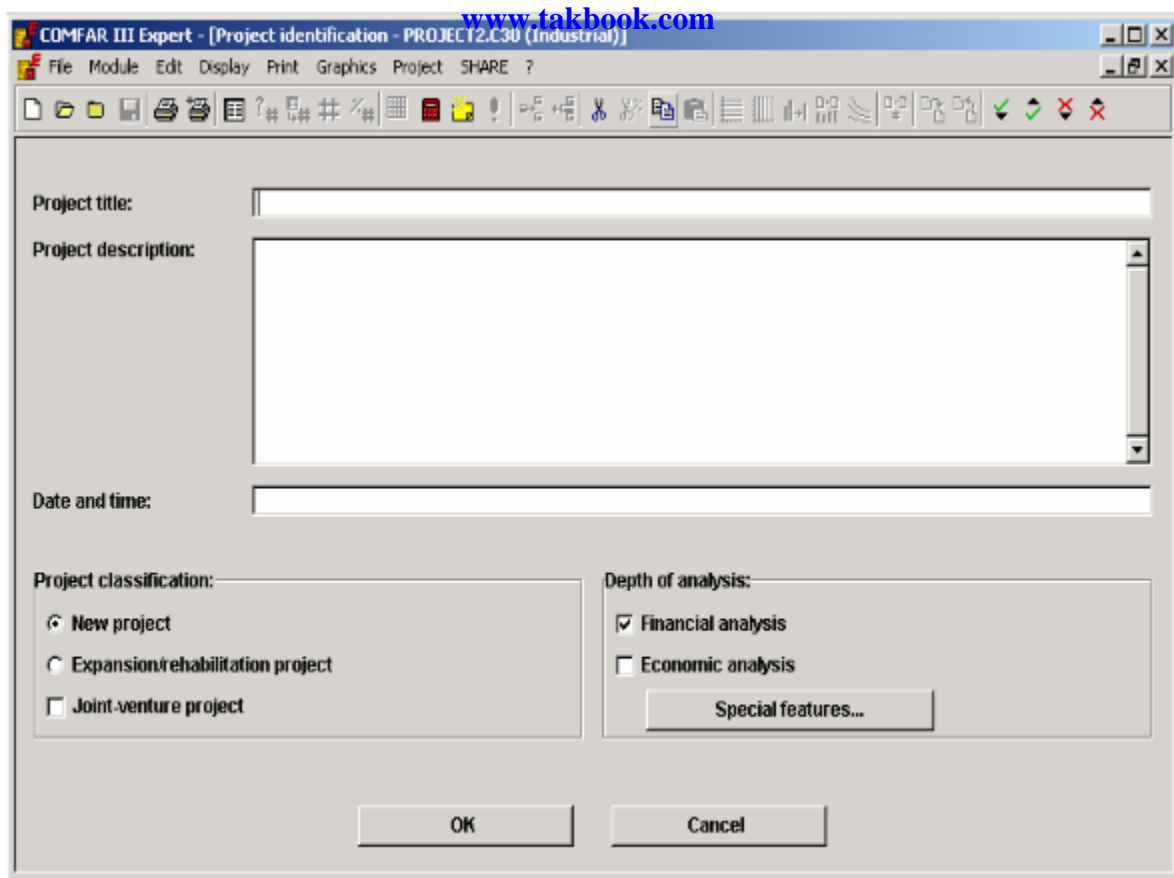 www.takbook.com
COMFAR III Expert - [Project identification - PROJECT2.C3U (Industrial)]
File Module Edit Display Print Graphics Project SHARE ?
Project title:
Project description:
Date and time:
Project classification:
New project
Expansion/rehabilitation project
Joint-venture project
Depth of analysis:
Financial analysis
Economic analysis
Special features...
OK
Cancel